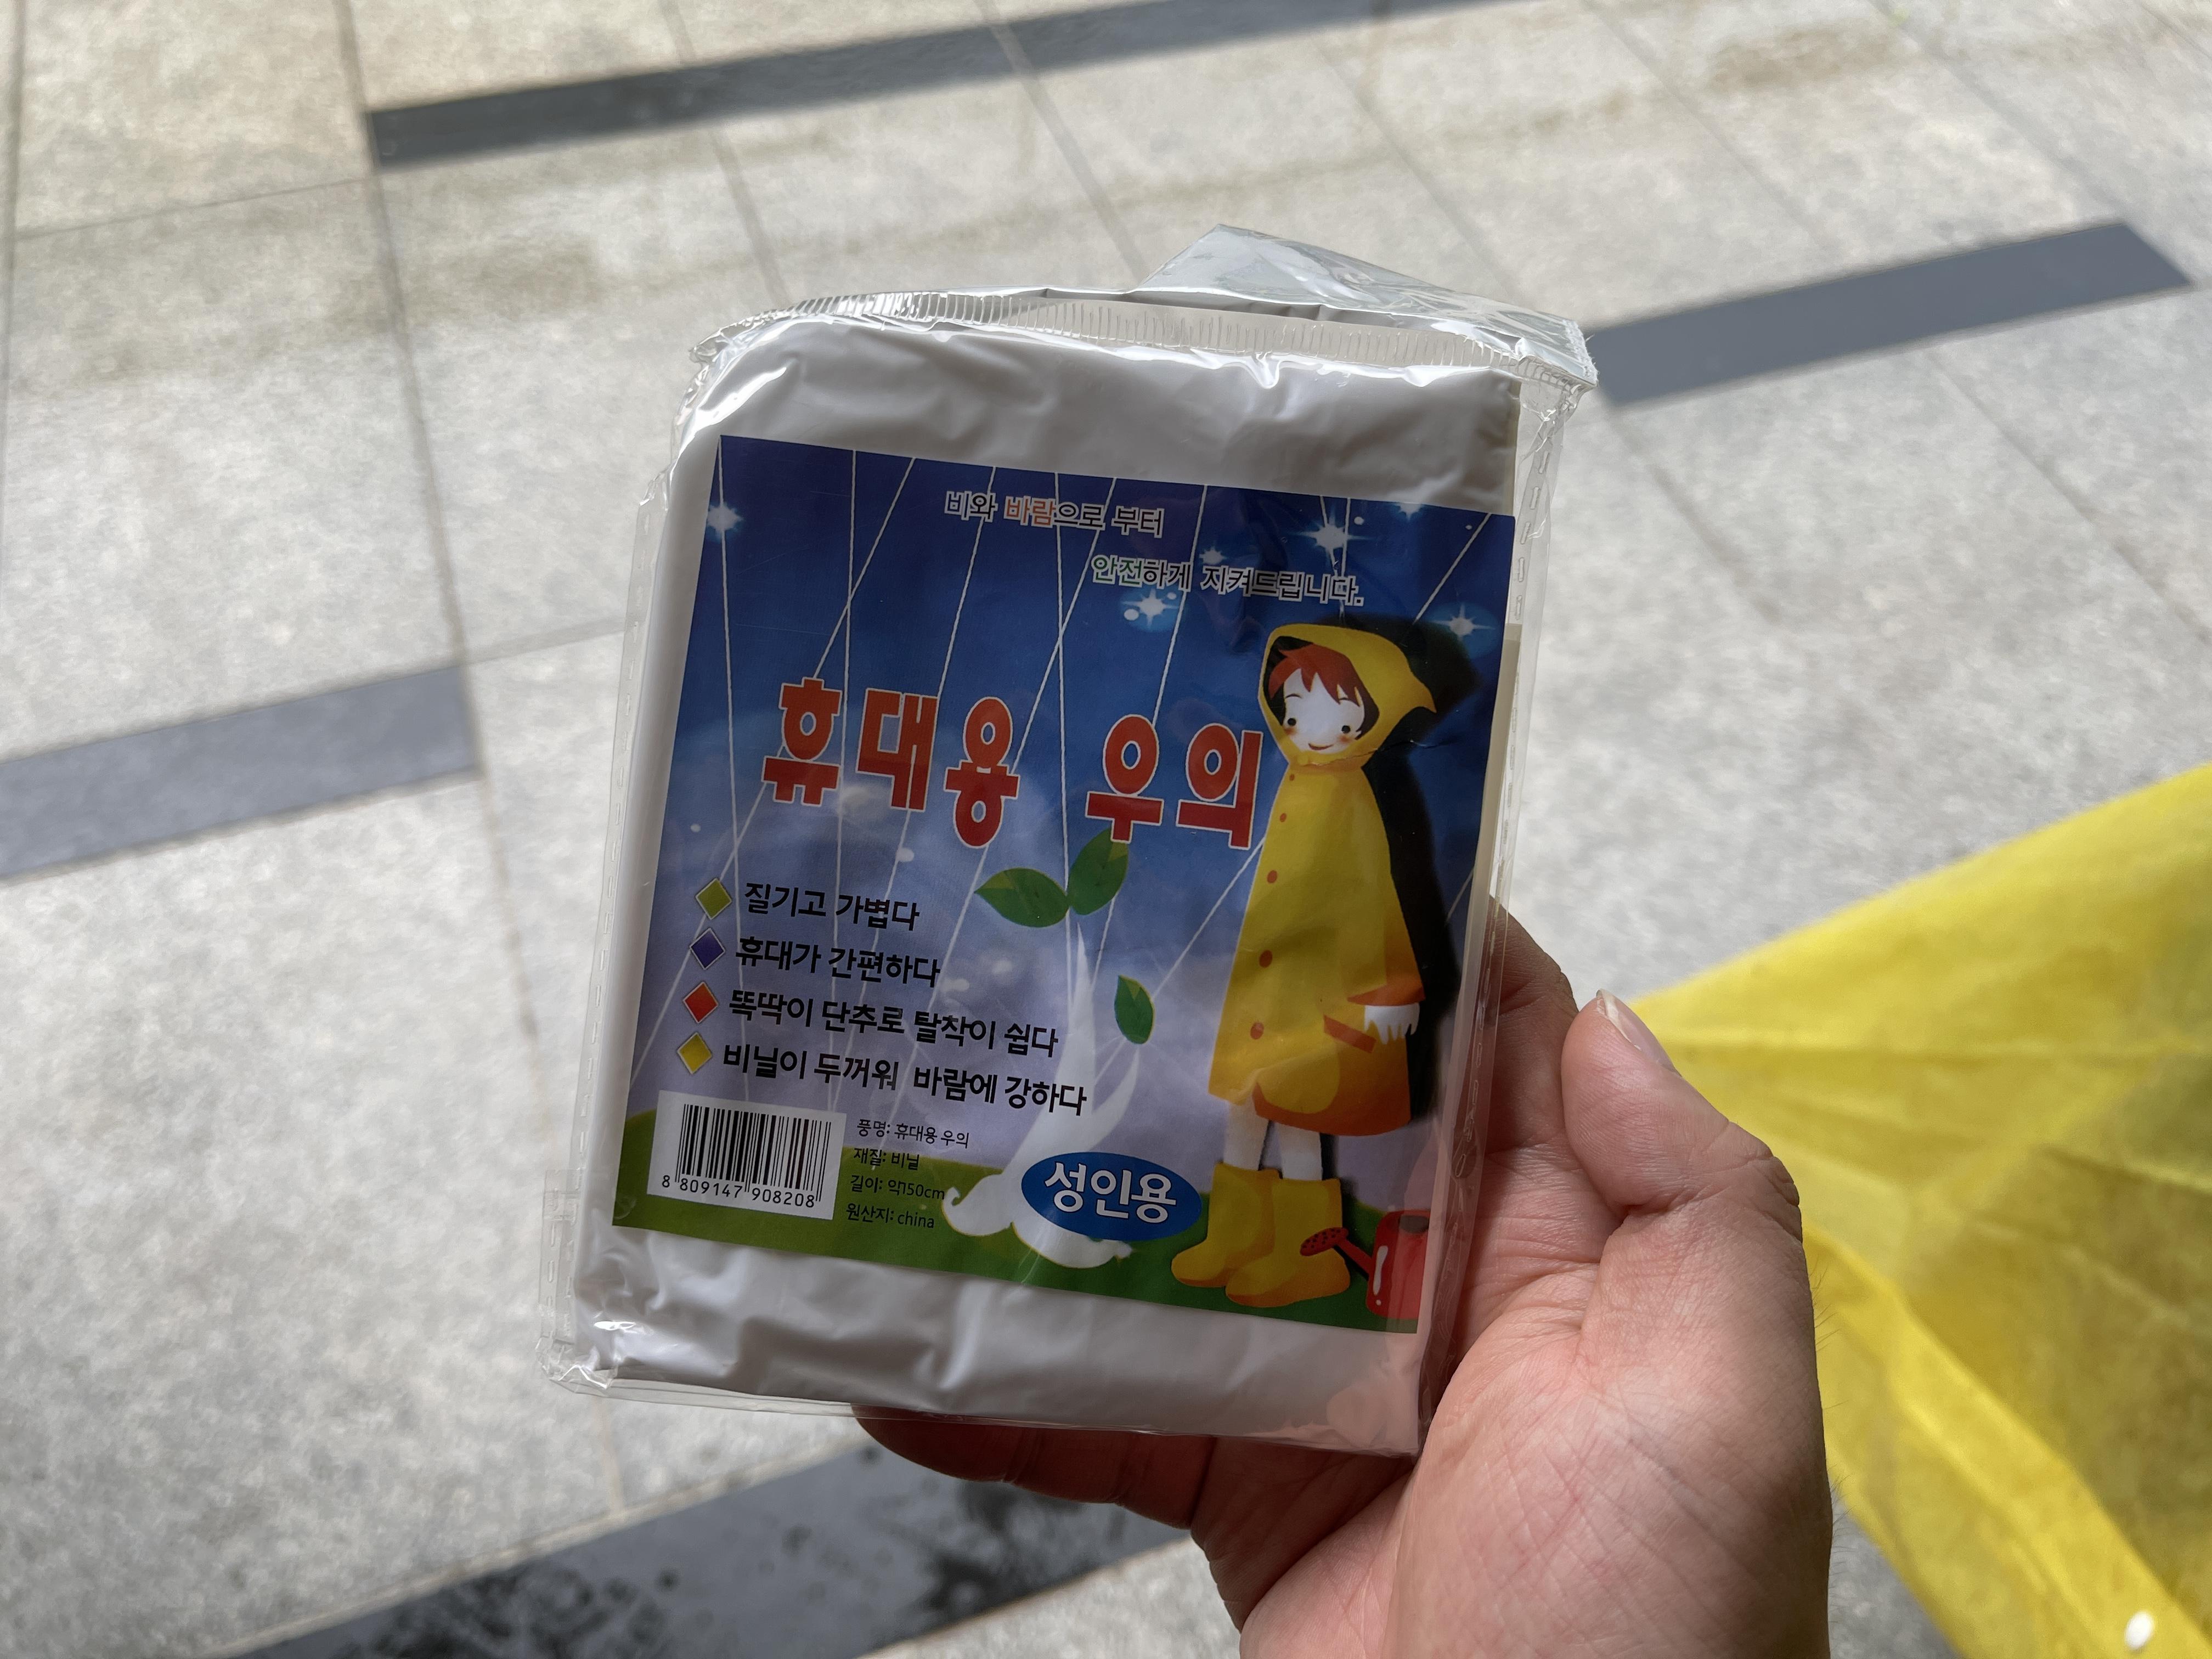 비와 바람으로 부터
안전하게 지켜드립니다.
휴대용 우의
질기고 가볍다
휴대가 간편하다
똑딱이 단추로 탈착이 쉽다
비닐이 두꺼워 바람에 강하다
풍명: 휴대용 우의
재질: 비닐
길이: 약150cm
원산지: china
8 809147 908208
성인용